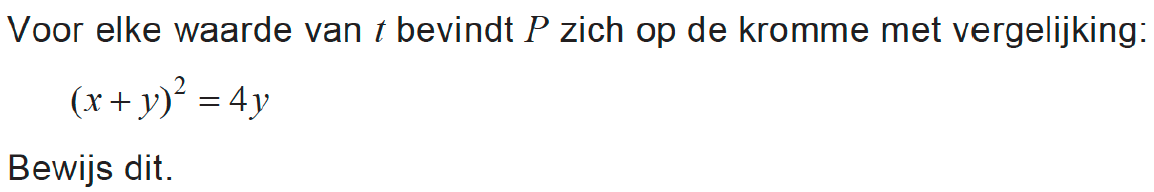 Voor elke waarde van t bevindt P zich op de kromme met vergelijking:
(x + y)² = 4y
Bewijs dit.